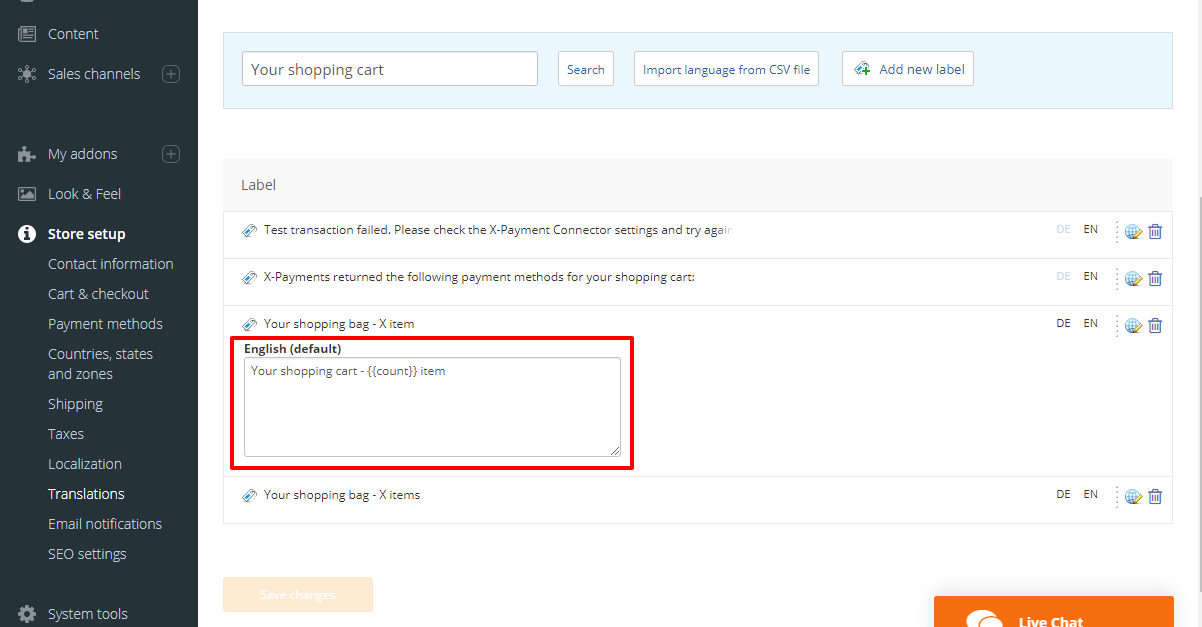 Content
Sales channels
My addons
Look & Feel
Store setup
Contact information
Cart & checkout
Payment methods
Countries, states
and zones
Shipping
Taxes
Localization
Translations
Email notifications
SEO settings
System tools
Your shopping cart
Search
Import language from CSV file
Add new label
Label
Test transaction failed. Please check the X-Payment Connector settings and try again
DE EN
X-Payments returned the following payment methods for your shopping cart:
DE EN
Your shopping bag - X item
DE EN
English (default)
Your shopping cart - {{count}} item
Your shopping bag - X items
DE EN
Save changes
Live Chat